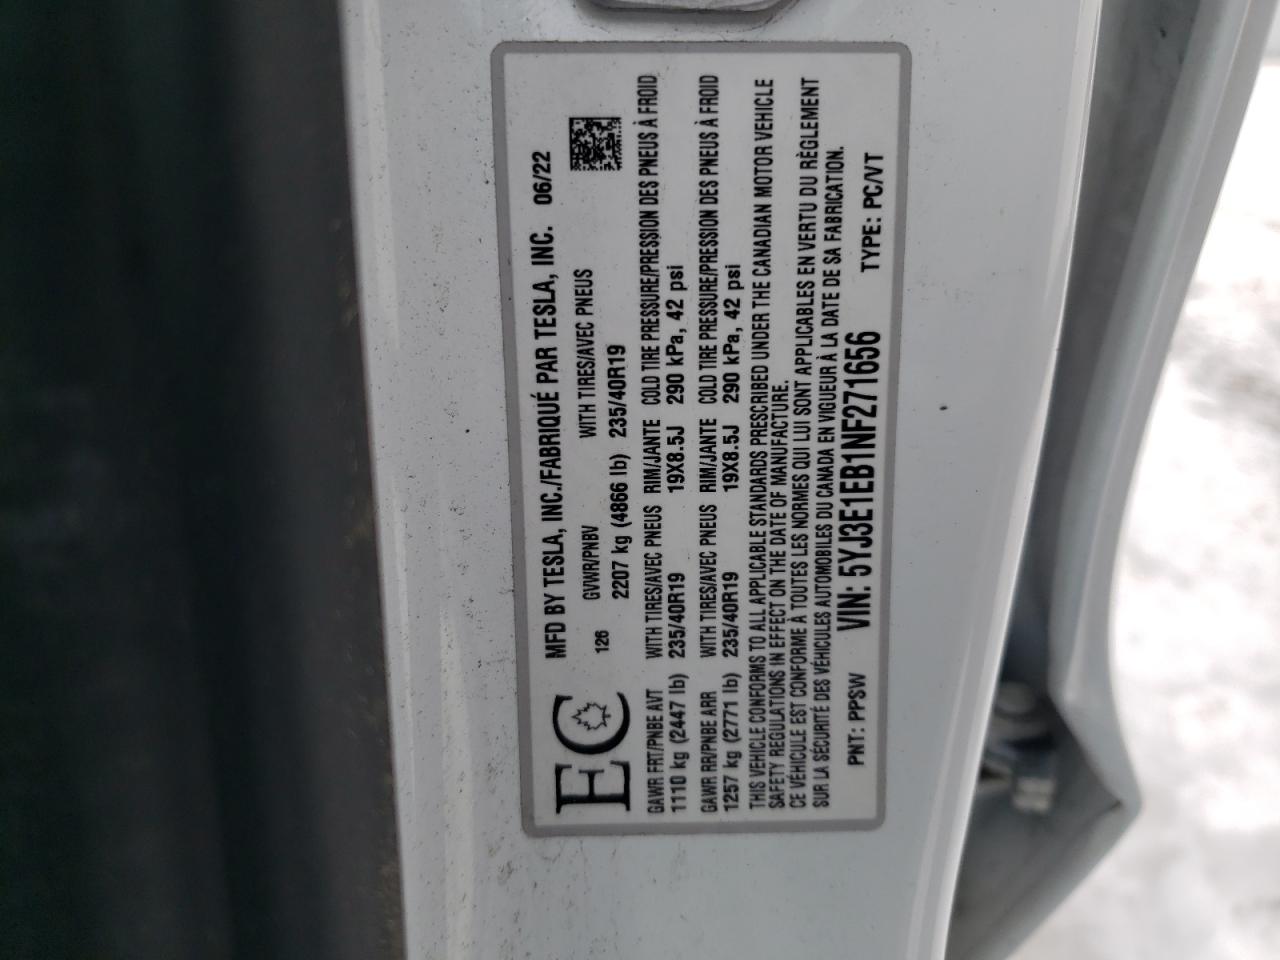 MFD BY TESLA, INC./FABRIQUÉ PAR TESLA, INC. 06/22
EC
126
GVWR/PNBV WITH TIRES/AVEC PNEUS
2207 kg (4866 lb) 235/40R19
GAWR FRT/PNBE AVT WITH TIRES/AVEC PNEUS RIM/JANTE COLD TIRE PRESSURE/PRESSION DES PNEUS À FROID
1110 kg (2447 lb) 235/40R19 19X8.5J 290 kPa, 42 psi
GAWR RR/PNBE ARR WITH TIRES/AVEC PNEUS RIM/JANTE COLD TIRE PRESSURE/PRESSION DES PNEUS À FROID
1257 kg (2771 lb) 235/40R19 19X8.5J 290 kPa, 42 psi
THIS VEHICLE CONFORMS TO ALL APPLICABLE STANDARDS PRESCRIBED UNDER THE CANADIAN MOTOR VEHICLE
SAFETY REGULATIONS IN EFFECT ON THE DATE OF MANUFACTURE.
CE VÉHICULE EST CONFORME À TOUTES LES NORMES QUI LUI SONT APPLICABLES EN VERTU DU RÈGLEMENT
SUR LA SÉCURITÉ DES VÉHICULES AUTOMOBILES DU CANADA EN VIGUEUR À LA DATE DE SA FABRICATION.
PNT: PPSW VIN: 5YJ3E1EB1NF271656 TYPE: PC/VT